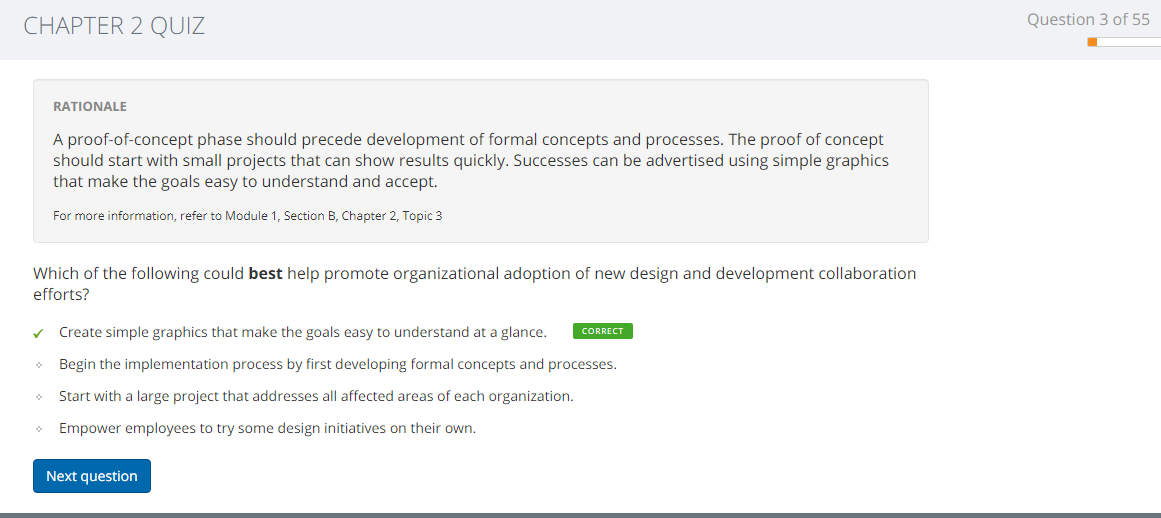 CHAPTER 2 QUIZ
Question 3 of 55
RATIONALE
A proof-of-concept phase should precede development of formal concepts and processes. The proof of concept
should start with small projects that can show results quickly. Successes can be advertised using simple graphics
that make the goals easy to understand and accept.
For more information, refer to Module 1, Section B, Chapter 2, Topic 3
Which of the following could best help promote organizational adoption of new design and development collaboration
efforts?
Create simple graphics that make the goals easy to understand at a glance. CORRECT
Begin the implementation process by first developing formal concepts and processes.
Start with a large project that addresses all affected areas of each organization.
Empower employees to try some design initiatives on their own.
Next question